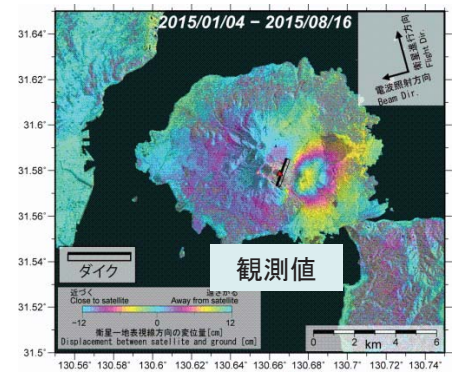 2015/01/04 − 2015/08/16
31.64°
31.62°
31.6°
31.58°
31.56°
31.54°
31.52°
31.5°
衛星進行方向
Flight Dir.
電波照射方向
Beam Dir.
ダイク
観測値
近づく 遠ざかる
Close to satellite Away from satellite
−12 0 12
衛星−地表視線方向の変位量[cm]
Displacement between satellite and ground [cm]
0 2 4 6
km
130.56° 130.58° 130.6° 130.62° 130.64° 130.66° 130.68° 130.7° 130.72° 130.74°